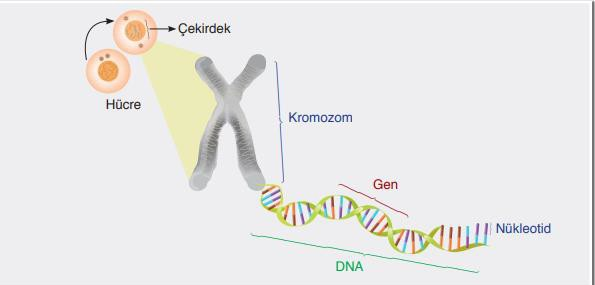 Çekirdek
Hücre
Kromozom
Gen
Nükleotid
DNA